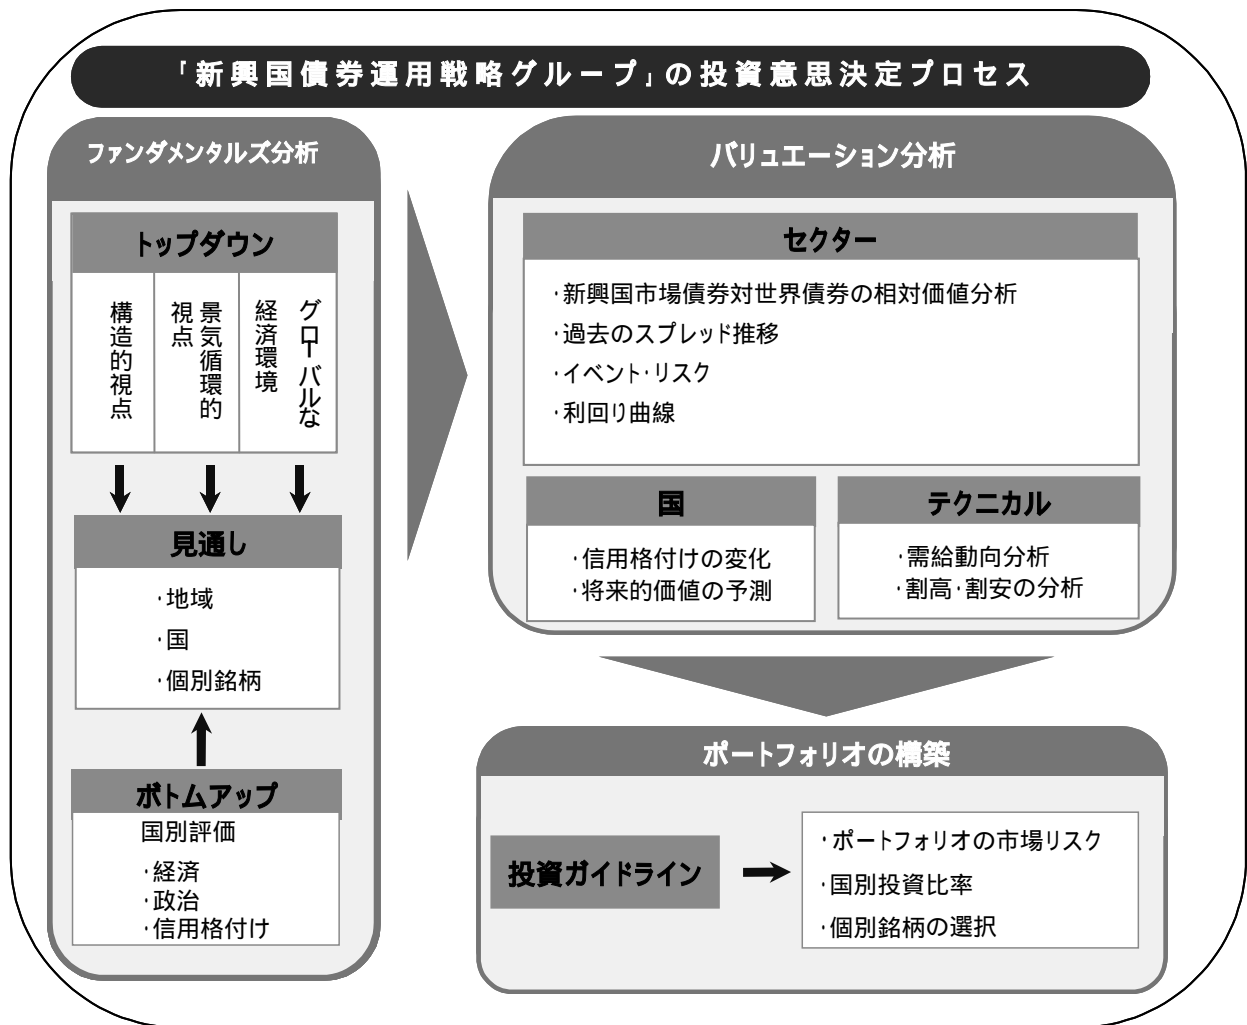 「新興国債券運用戦略グループ」の投資意思決定プロセス
ファンダメンタルズ分析
トップダウン
構造的視点
景気循環的
視点
グローバルな
経済環境
見通し
・地域
・国
・個別銘柄
ボトムアップ
国別評価
・経済
・政治
・信用格付け
バリュエーション分析
セクター
・新興国市場債券対世界債券の相対価値分析
・過去のスプレッド推移
・イベント・リスク
・利回り曲線
国
・信用格付けの変化
・将来的価値の予測
テクニカル
・需給動向分析
・割高・割安の分析
ポートフォリオの構築
投資ガイドライン
・ポートフォリオの市場リスク
・国別投資比率
・個別銘柄の選択